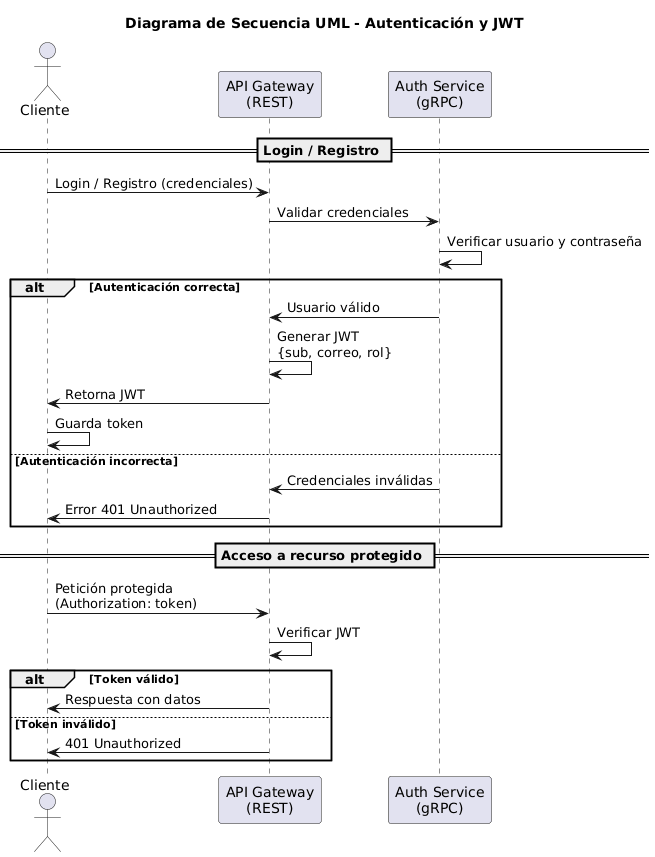 Diagrama de Secuencia UML - Autenticación y JWT
Cliente
API Gateway
(REST)
Auth Service
(gRPC)
Login / Registro
Login / Registro (credenciales)
Validar credenciales
Verificar usuario y contraseña
alt
[Autenticación correcta]
Usuario válido
Generar JWT
{sub, correo, rol}
Retorna JWT
Guarda token
[Autenticación incorrecta]
Credenciales inválidas
Error 401 Unauthorized
Acceso a recurso protegido
Petición protegida
(Authorization: token)
Verificar JWT
alt
[Token válido]
Respuesta con datos
[Token inválido]
401 Unauthorized
Cliente
API Gateway
(REST)
Auth Service
(gRPC)